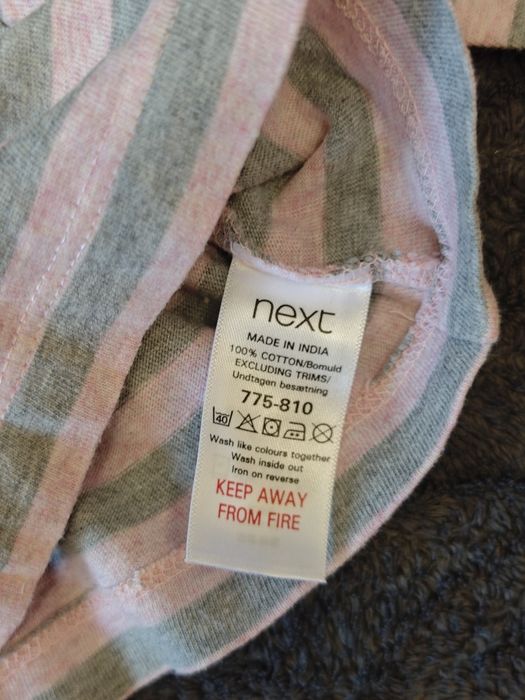 next
MADE IN INDIA
100% COTTON/Bomuld
EXCLUDING TRIMS/
Undtagen besætning
775-810
40
Wash like colours together
Wash inside out
Iron on reverse
KEEP AWAY
FROM FIRE